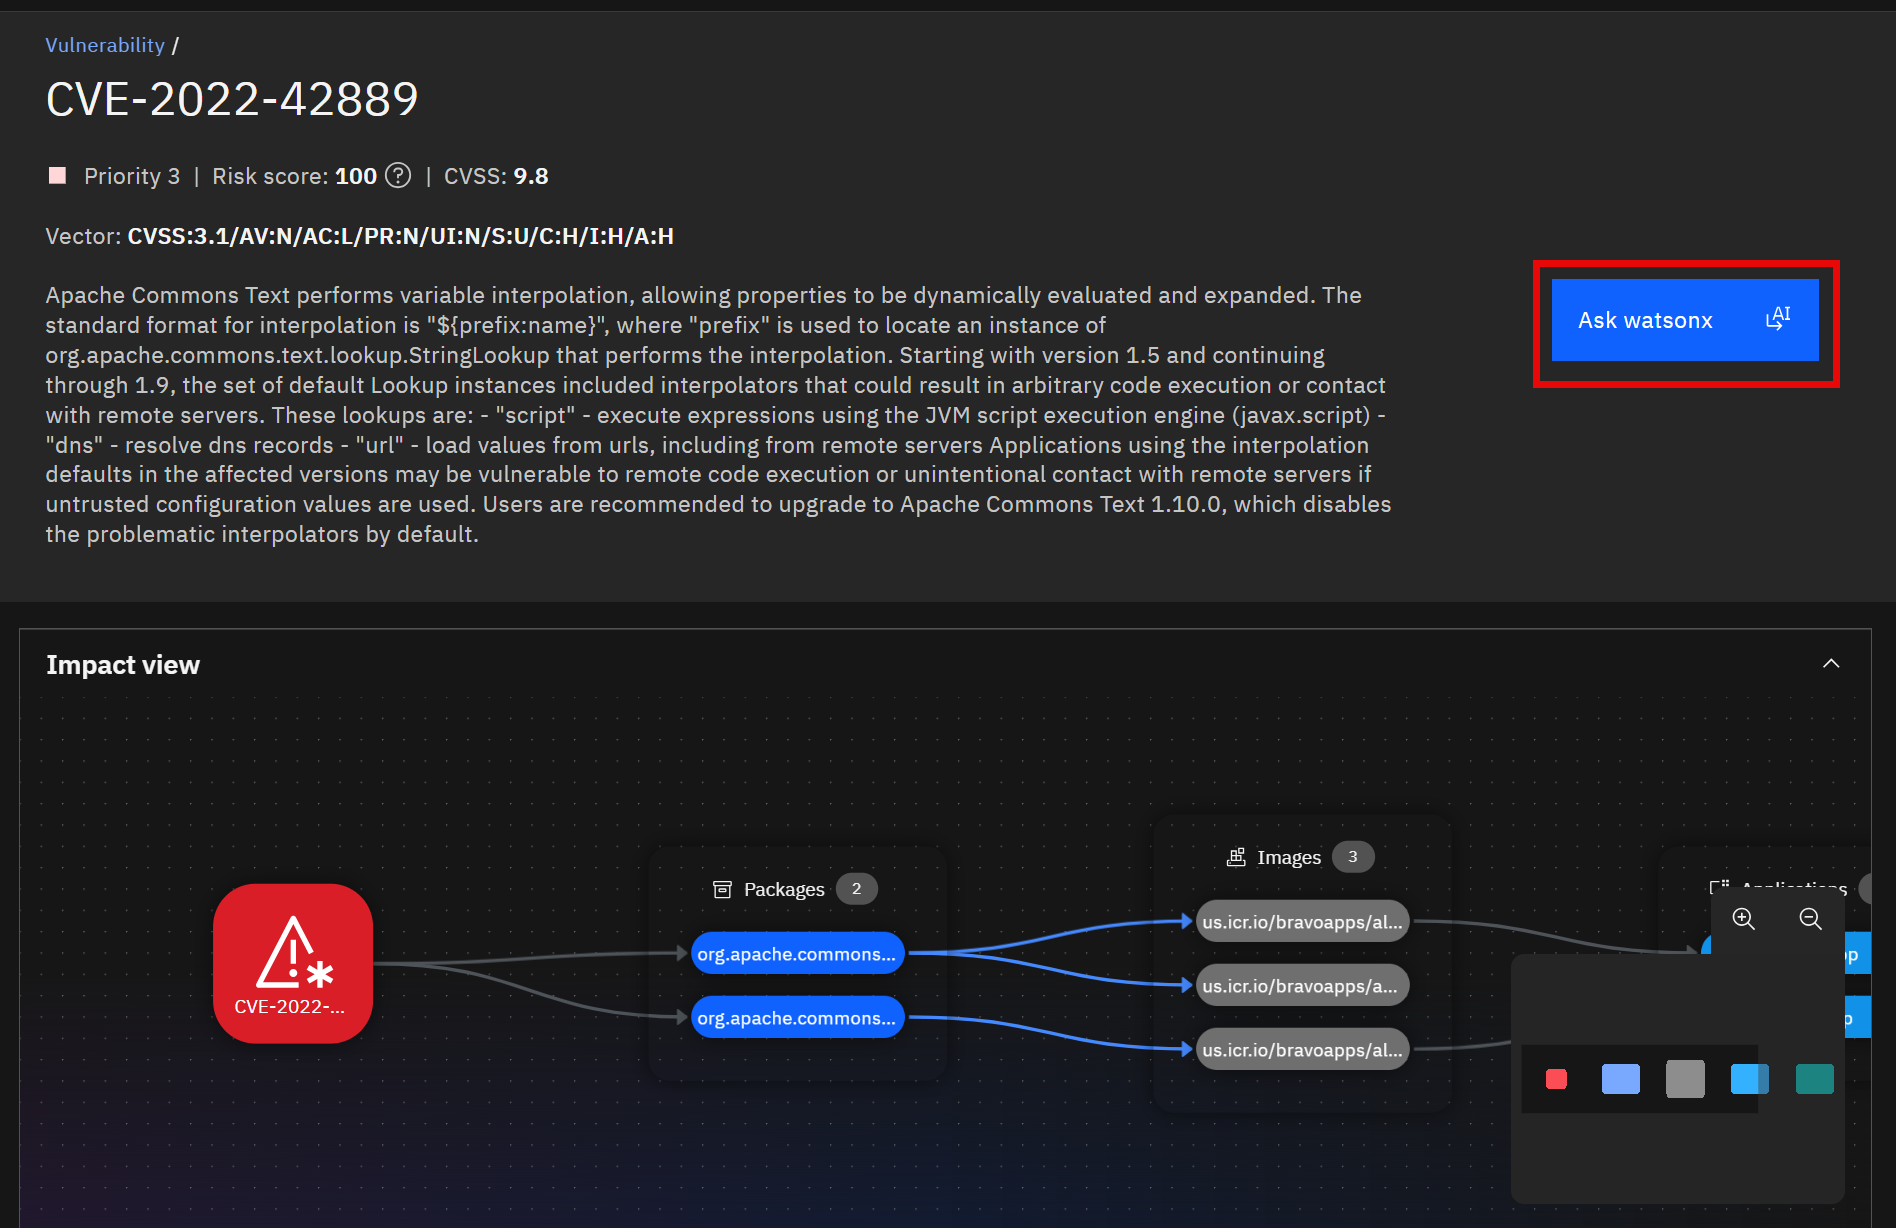 Vulnerability /
CVE-2022-42889
Priority 3 | Risk score: 100 ? | CVSS: 9.8
Vector: CVSS:3.1/AV:N/AC:L/PR:N/UI:N/S:U/C:H/I:H/A:H
Apache Commons Text performs variable interpolation, allowing properties to be dynamically evaluated and expanded. The
standard format for interpolation is "${prefix:name}", where "prefix" is used to locate an instance of
org.apache.commons.text.lookup.StringLookup that performs the interpolation. Starting with version 1.5 and continuing
through 1.9, the set of default Lookup instances included interpolators that could result in arbitrary code execution or contact
with remote servers. These lookups are: - "script" - execute expressions using the JVM script execution engine (javax.script) -
"dns" - resolve dns records - "url" - load values from urls, including from remote servers Applications using the interpolation
defaults in the affected versions may be vulnerable to remote code execution or unintentional contact with remote servers if
untrusted configuration values are used. Users are recommended to upgrade to Apache Commons Text 1.10.0, which disables
the problematic interpolators by default.
Ask watsonx AI
Impact view
CVE-2022-...
Packages 2
org.apache.commons...
org.apache.commons...
Images 3
us.icr.io/bravoapps/al...
us.icr.io/bravoapps/a...
us.icr.io/bravoapps/al...
Applications